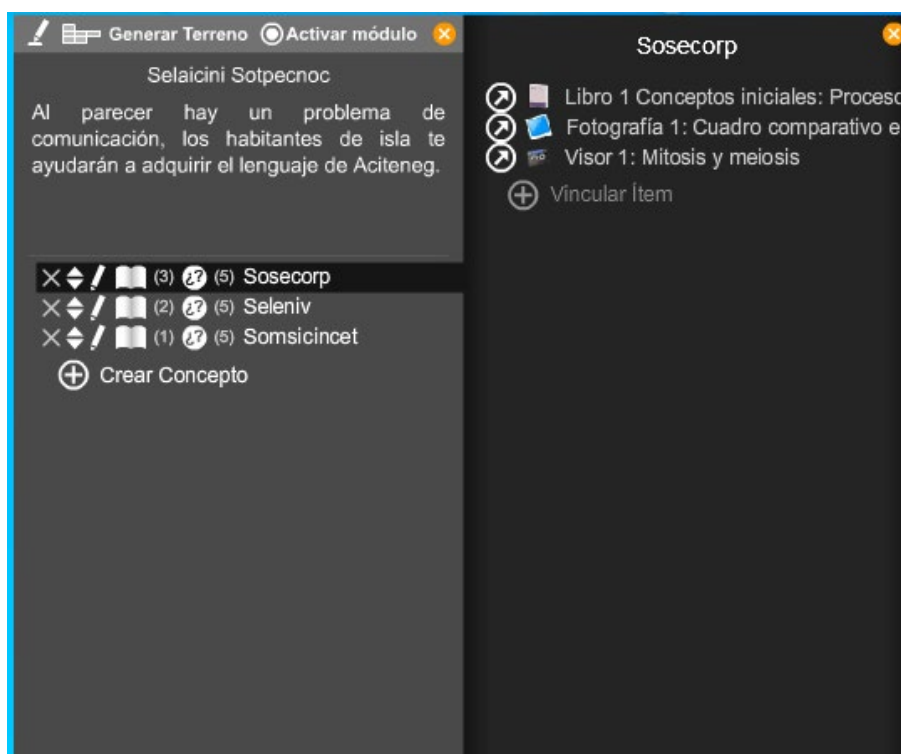 Generar Terreno Activar módulo
Selaicini Sotpecnoc
Al parecer hay un problema de
comunicación, los habitantes de isla te
ayudarán a adquirir el lenguaje de Aciteneg.
(3) ¿? (5) Sosecorp
(2) ¿? (5) Seleniv
(1) ¿? (5) Somsicincet
Crear Concepto
Sosecorp
Libro 1 Conceptos iniciales: Proceso
Fotografía 1: Cuadro comparativo e
Visor 1: Mitosis y meiosis
Vincular Ítem